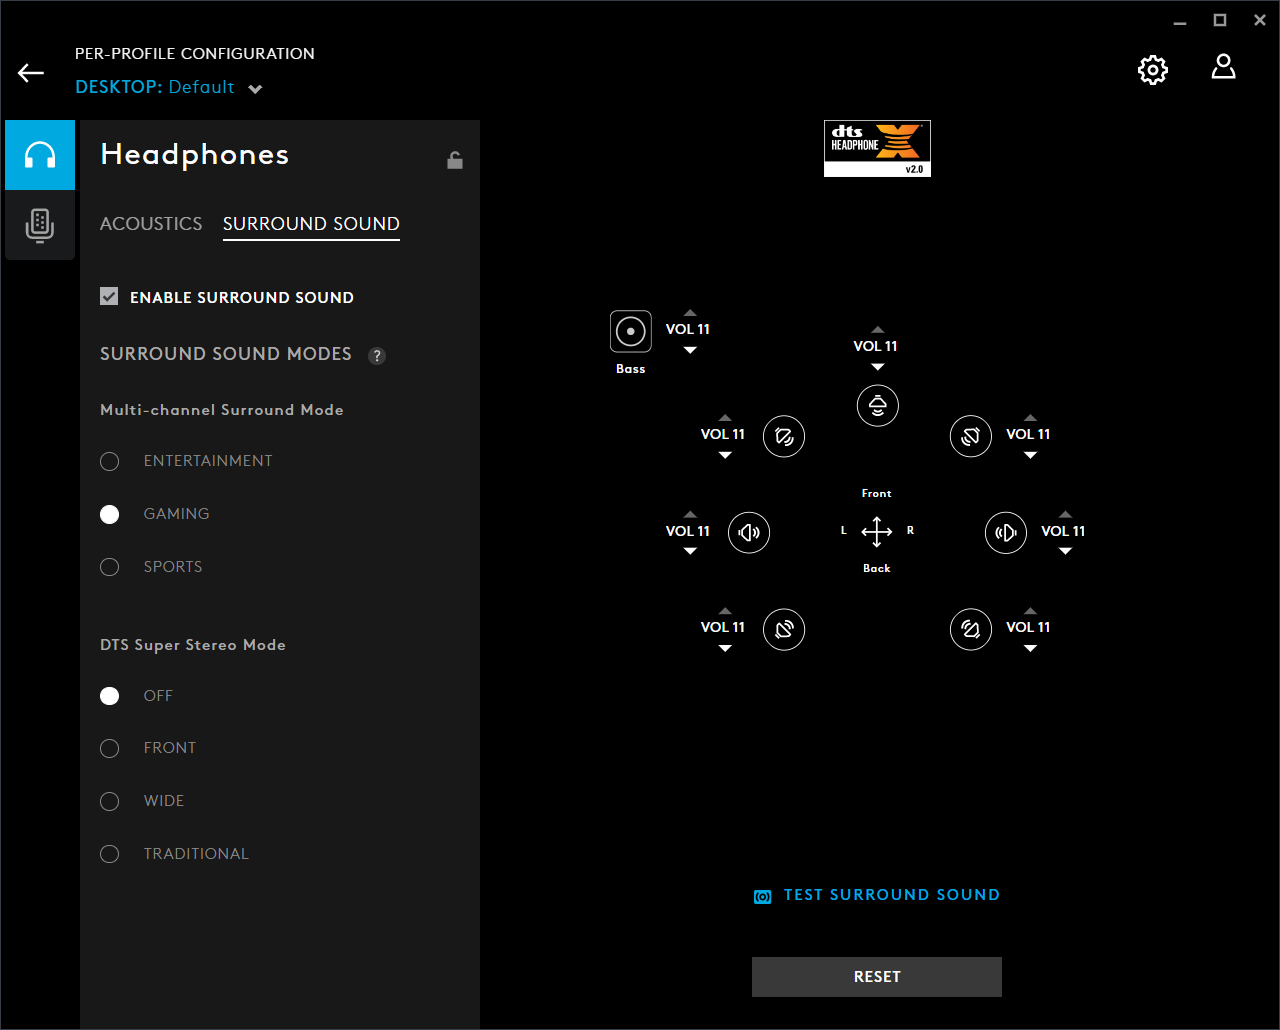 PER-PROFILE CONFIGURATION
DESKTOP: Default
Headphones
ACOUSTICS SURROUND SOUND
ENABLE SURROUND SOUND
SURROUND SOUND MODES ?
Multi-channel Surround Mode
ENTERTAINMENT
GAMING
SPORTS
DTS Super Stereo Mode
OFF
FRONT
WIDE
TRADITIONAL
dts
HEADPHONE X
v2.0
VOL 11
Bass
VOL 11
VOL 11
VOL 11
Front
VOL 11
L R
VOL 11
Back
VOL 11
VOL 11
TEST SURROUND SOUND
RESET